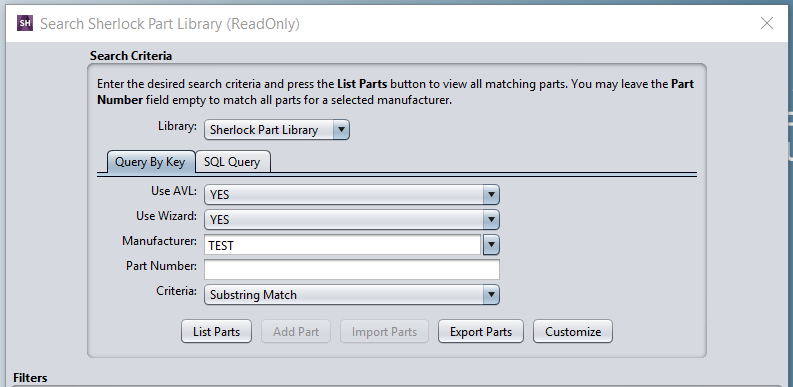 SH Search Sherlock Part Library (ReadOnly)
Search Criteria
Enter the desired search criteria and press the List Parts button to view all matching parts. You may leave the Part
Number field empty to match all parts for a selected manufacturer.
Library: Sherlock Part Library
Query By Key SQL Query
Use AVL: YES
Use Wizard: YES
Manufacturer: TEST
Part Number:
Criteria: Substring Match
List Parts Add Part Import Parts Export Parts Customize
Filters